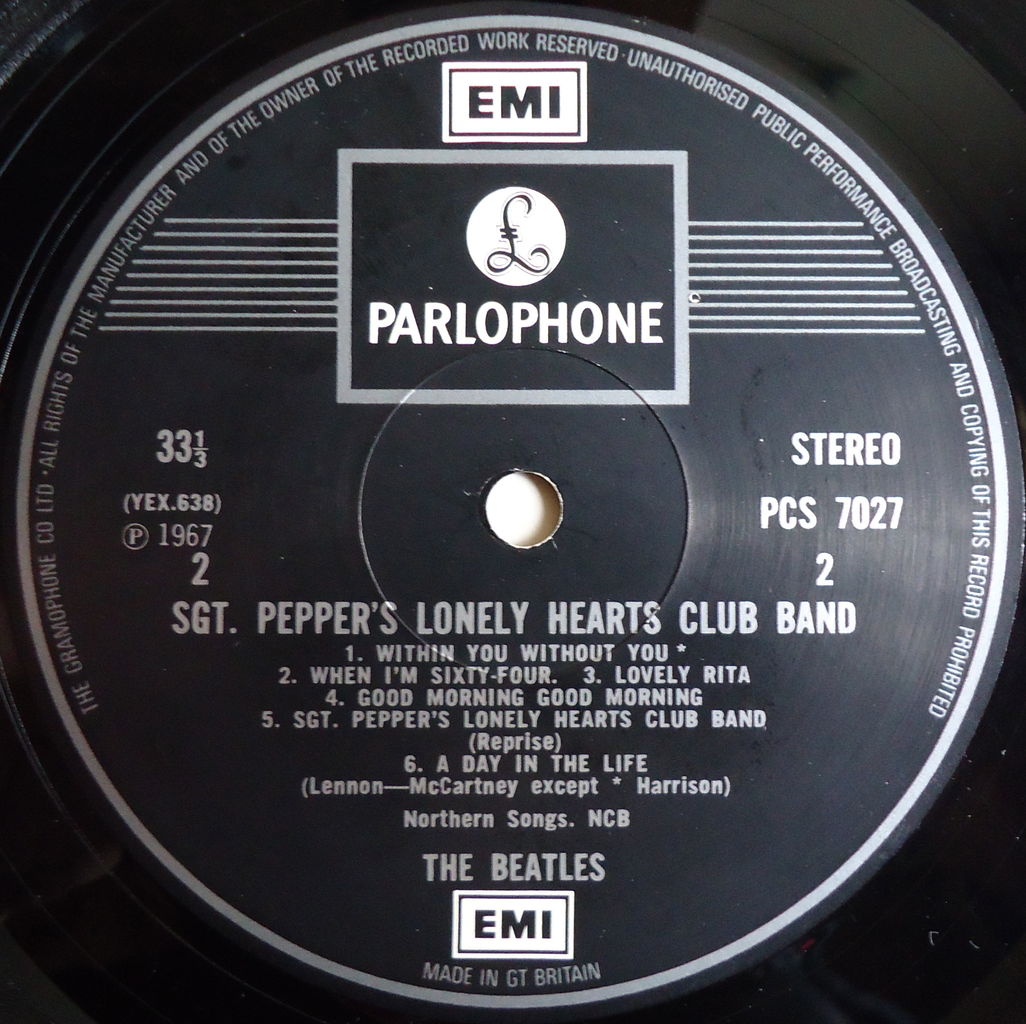 THE GRAMOPHONE CO LTD · ALL RIGHTS OF THE MANUFACTURER AND OF THE OWNER OF THE RECORDED WORK RESERVED · UNAUTHORISED PUBLIC PERFORMANCE BROADCASTING AND COPYING OF THIS RECORD PROHIBITED
EMI
£
PARLOPHONE
33⅓
STEREO
(YEX.638)
PCS 7027
℗ 1967
2
2
SGT. PEPPER'S LONELY HEARTS CLUB BAND
1. WITHIN YOU WITHOUT YOU *
2. WHEN I'M SIXTY-FOUR. 3. LOVELY RITA
4. GOOD MORNING GOOD MORNING
5. SGT. PEPPER'S LONELY HEARTS CLUB BAND
(Reprise)
6. A DAY IN THE LIFE
(Lennon—McCartney except * Harrison)
Northern Songs. NCB
THE BEATLES
EMI
MADE IN GT BRITAIN